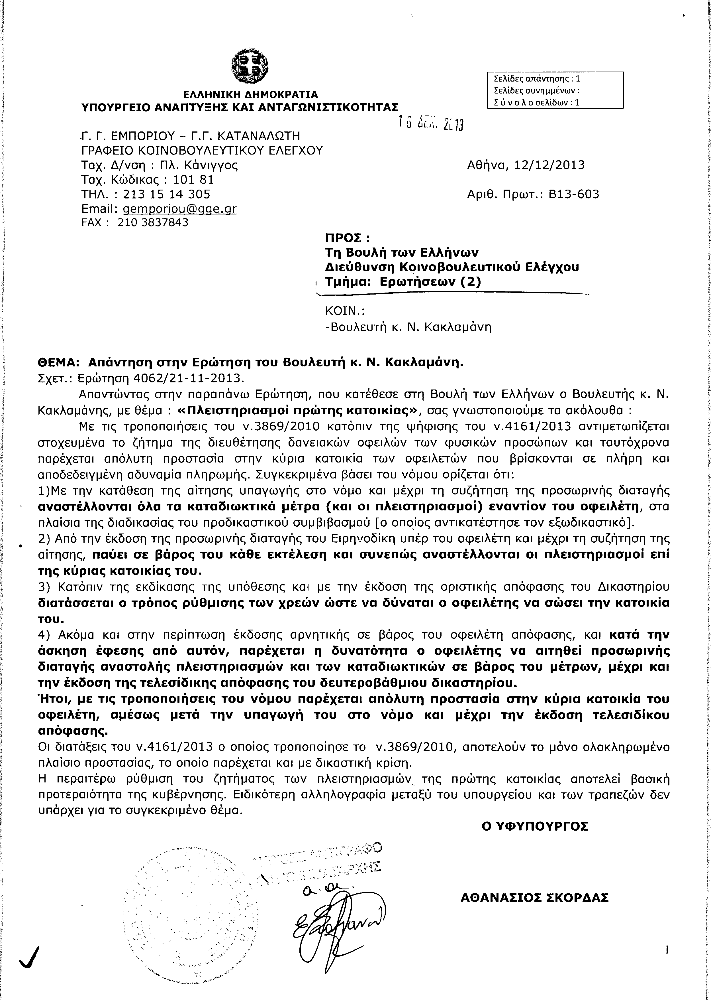 Σελίδες απάντησης : 1
Σελίδες συνημμένων : -
Σ ύ ν ο λ ο σελίδων : 1
ΕΛΛΗΝΙΚΗ ΔΗΜΟΚΡΑΤΙΑ
ΥΠΟΥΡΓΕΙΟ ΑΝΑΠΤΥΞΗΣ ΚΑΙ ΑΝΤΑΓΩΝΙΣΤΙΚΟΤΗΤΑΣ
16 ΔΕΚ. 2013
Γ. Γ. ΕΜΠΟΡΙΟΥ – Γ.Γ. ΚΑΤΑΝΑΛΩΤΗ
ΓΡΑΦΕΙΟ ΚΟΙΝΟΒΟΥΛΕΥΤΙΚΟΥ ΕΛΕΓΧΟΥ
Ταχ. Δ/νση : Πλ. Κάνιγγος
Αθήνα, 12/12/2013
Ταχ. Κώδικας : 101 81
ΤΗΛ. : 213 15 14 305
Αριθ. Πρωτ.: Β13-603
Email: gemporiou@gge.gr
FAX : 210 3837843
ΠΡΟΣ :
Τη Βουλή των Ελλήνων
Διεύθυνση Κοινοβουλευτικού Ελέγχου
Τμήμα: Ερωτήσεων (2)
ΚΟΙΝ.:
-Βουλευτή κ. Ν. Κακλαμάνη
ΘΕΜΑ: Απάντηση στην Ερώτηση του Βουλευτή κ. Ν. Κακλαμάνη.
Σχετ.: Ερώτηση 4062/21-11-2013.
Απαντώντας στην παραπάνω Ερώτηση, που κατέθεσε στη Βουλή των Ελλήνων ο Βουλευτής κ. Ν.
Κακλαμάνης, με θέμα : «Πλειστηριασμοί πρώτης κατοικίας», σας γνωστοποιούμε τα ακόλουθα :
Με τις τροποποιήσεις του ν.3869/2010 κατόπιν της ψήφισης του ν.4161/2013 αντιμετωπίζεται
στοχευμένα το ζήτημα της διευθέτησης δανειακών οφειλών των φυσικών προσώπων και ταυτόχρονα
παρέχεται απόλυτη προστασία στην κύρια κατοικία των οφειλετών που βρίσκονται σε πλήρη και
αποδεδειγμένη αδυναμία πληρωμής. Συγκεκριμένα βάσει του νόμου ορίζεται ότι:
1)Με την κατάθεση της αίτησης υπαγωγής στο νόμο και μέχρι τη συζήτηση της προσωρινής διαταγής
αναστέλλονται όλα τα καταδιωκτικά μέτρα (και οι πλειστηριασμοί) εναντίον του οφειλέτη, στα
πλαίσια της διαδικασίας του προδικαστικού συμβιβασμού [ο οποίος αντικατέστησε τον εξωδικαστικό].
2) Από την έκδοση της προσωρινής διαταγής του Ειρηνοδίκη υπέρ του οφειλέτη και μέχρι τη συζήτηση της
αίτησης, παύει σε βάρος του κάθε εκτέλεση και συνεπώς αναστέλλονται οι πλειστηριασμοί επί
της κύριας κατοικίας του.
3) Κατόπιν της εκδίκασης της υπόθεσης και με την έκδοση της οριστικής απόφασης του Δικαστηρίου
διατάσσεται ο τρόπος ρύθμισης των χρεών ώστε να δύναται ο οφειλέτης να σώσει την κατοικία
του.
4) Ακόμα και στην περίπτωση έκδοσης αρνητικής σε βάρος του οφειλέτη απόφασης, και κατά την
άσκηση έφεσης από αυτόν, παρέχεται η δυνατότητα ο οφειλέτης να αιτηθεί προσωρινής
διαταγής αναστολής πλειστηριασμών και των καταδιωκτικών σε βάρος του μέτρων, μέχρι και
την έκδοση της τελεσίδικης απόφασης του δευτεροβάθμιου δικαστηρίου.
Ήτοι, με τις τροποποιήσεις του νόμου παρέχεται απόλυτη προστασία στην κύρια κατοικία του
οφειλέτη, αμέσως μετά την υπαγωγή του στο νόμο και μέχρι την έκδοση τελεσιδίκου
απόφασης.
Οι διατάξεις του ν.4161/2013 ο οποίος τροποποίησε το ν.3869/2010, αποτελούν το μόνο ολοκληρωμένο
πλαίσιο προστασίας, το οποίο παρέχεται και με δικαστική κρίση.
Η περαιτέρω ρύθμιση του ζητήματος των πλειστηριασμών της πρώτης κατοικίας αποτελεί βασική
προτεραιότητα της κυβέρνησης. Ειδικότερη αλληλογραφία μεταξύ του υπουργείου και των τραπεζών δεν
υπάρχει για το συγκεκριμένο θέμα.
Ο ΥΦΥΠΟΥΡΓΟΣ
ΑΚΡΙΒΕΣ ΑΝΤΙΓΡΑΦΟ
ΤΜΗΜΑΤΑΡΧΗΣ
α.α.
ΑΘΑΝΑΣΙΟΣ ΣΚΟΡΔΑΣ
1